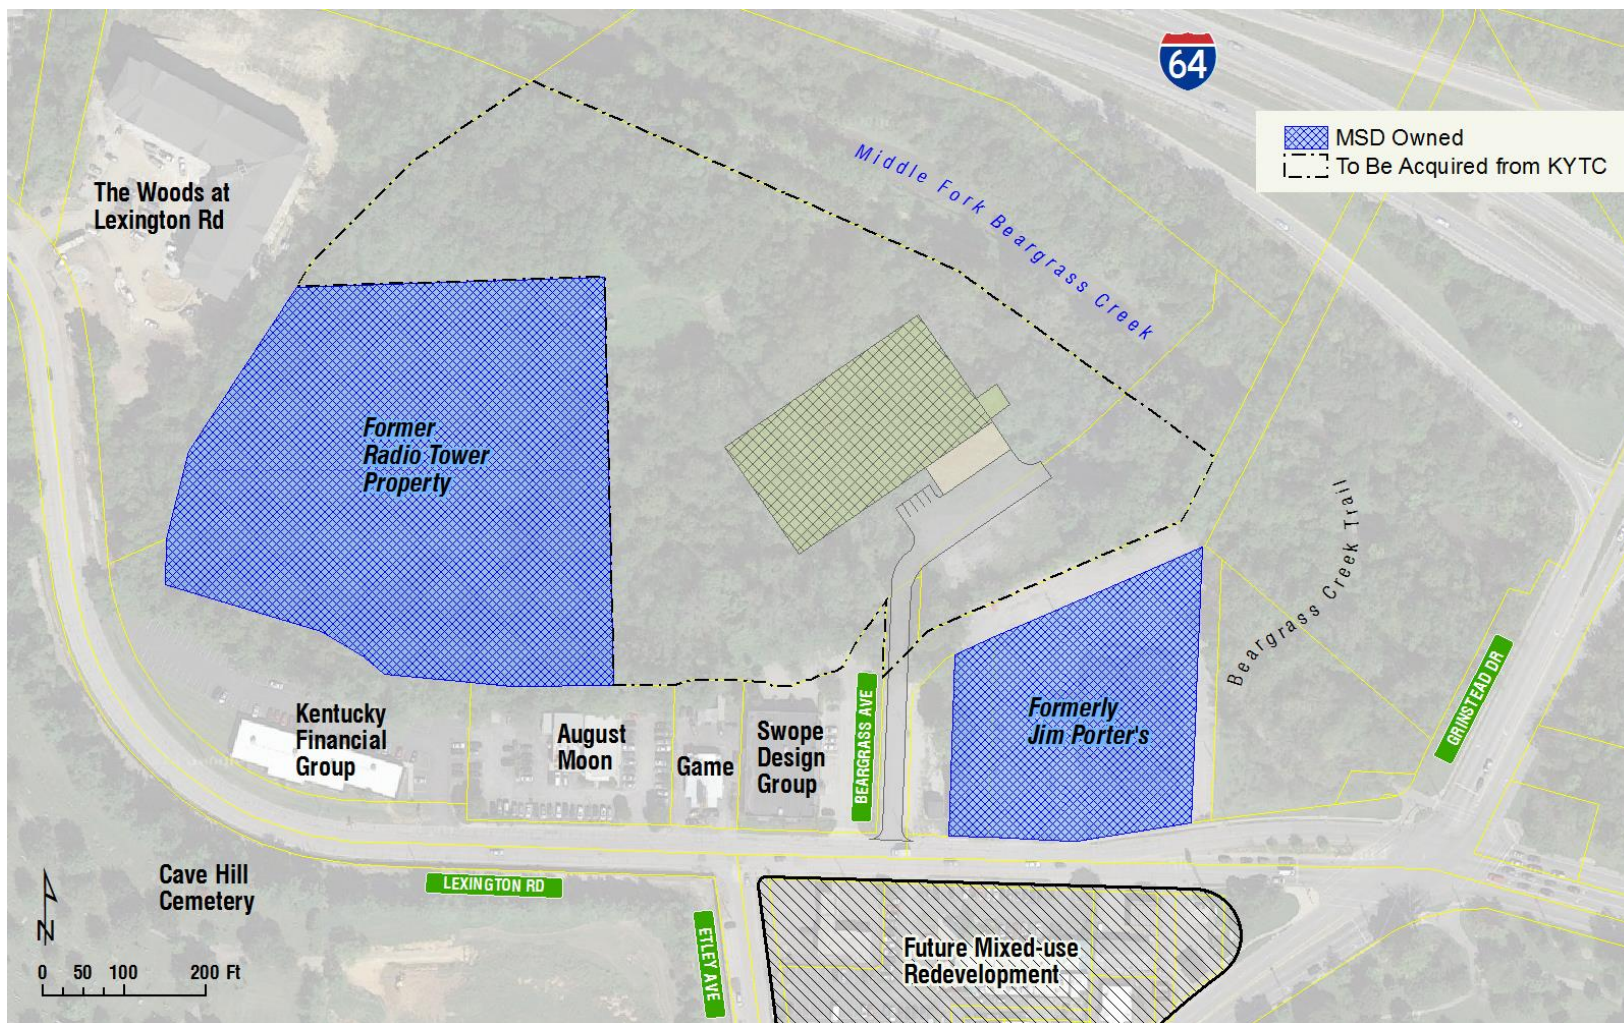 64
MSD Owned
To Be Acquired from KYTC
Middle Fork Beargrass Creek
The Woods at
Lexington Rd
Former
Radio Tower
Property
Beargrass Creek Trail
Kentucky
Financial
Group
August
Moon
Game
Swope
Design
Group
BEARGRASS AVE
Formerly
Jim Porter's
GRINSTEAD DR
Cave Hill
Cemetery
LEXINGTON RD
ETLEY AVE
Future Mixed-use
Redevelopment
N
0 50 100 200 Ft